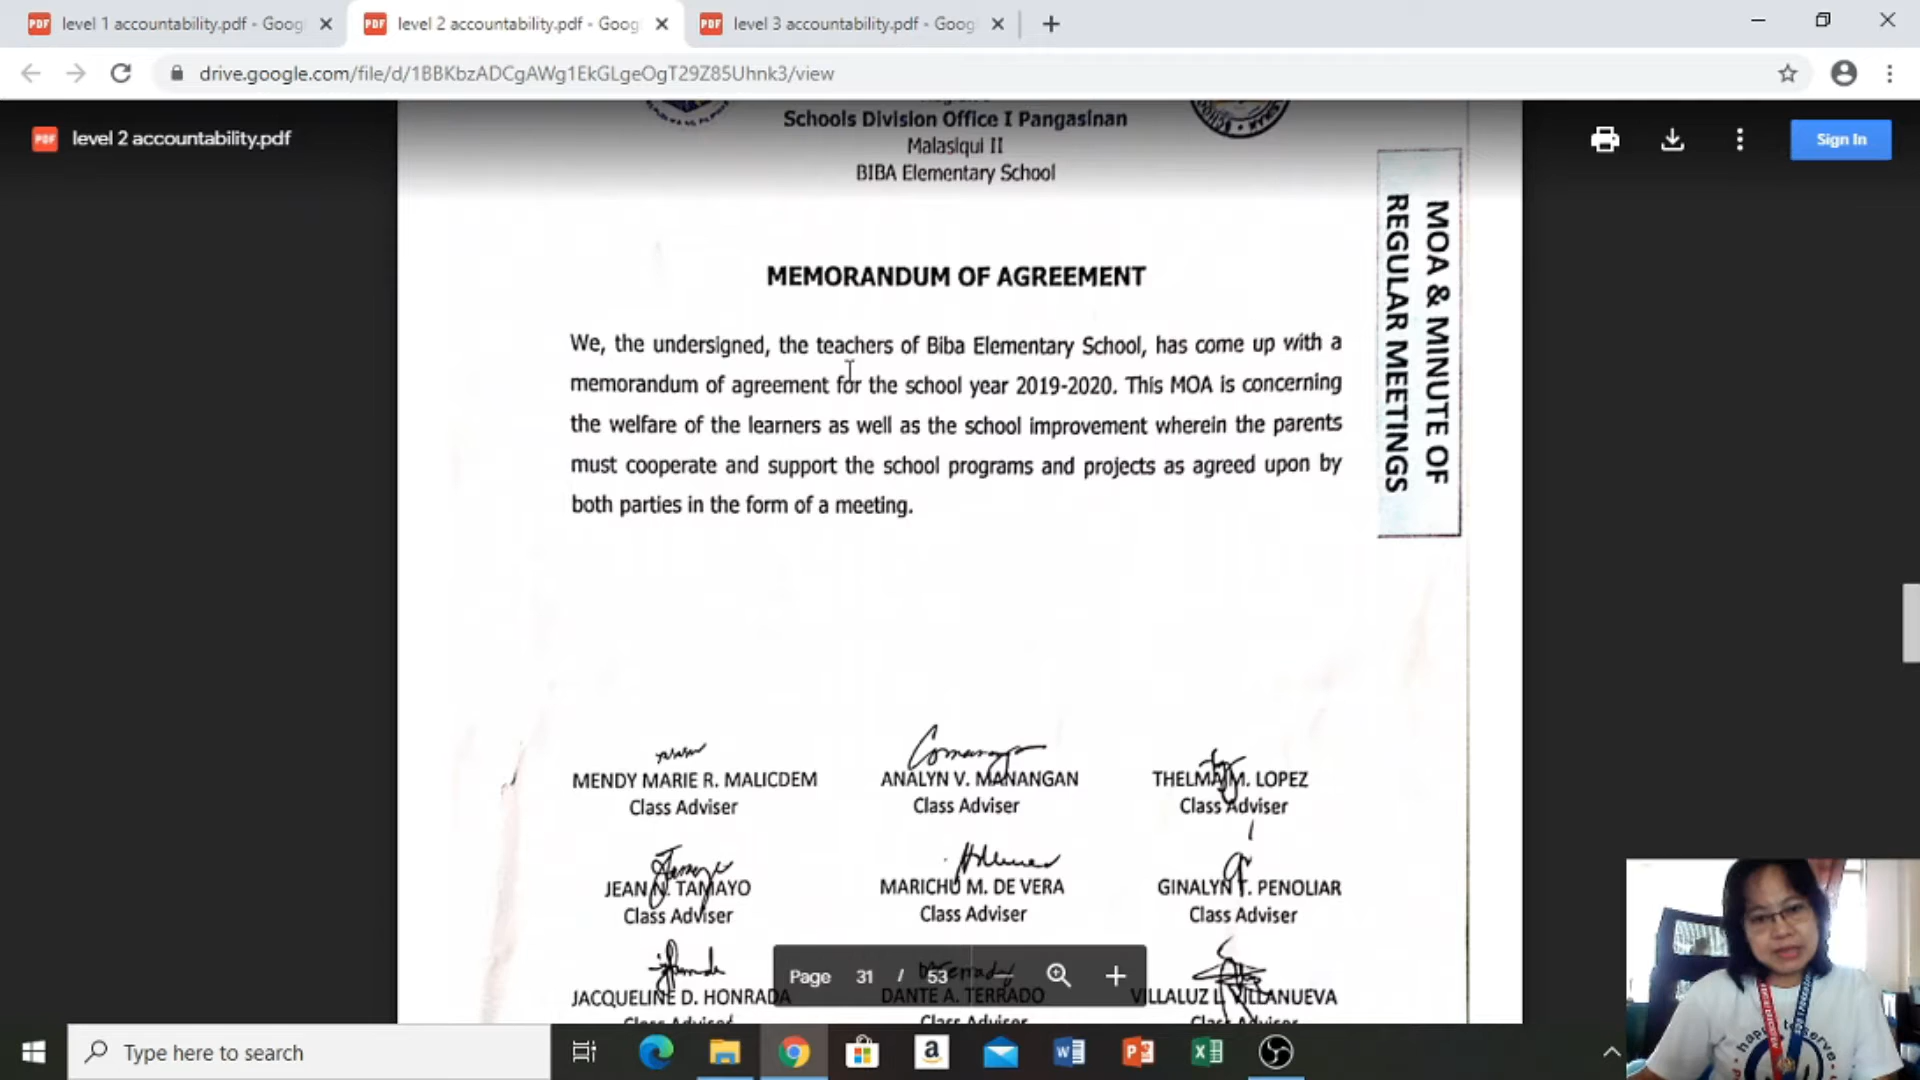 level 1 accountability.pdf - Goog
level 2 accountability.pdf - Goog
level 3 accountability.pdf - Goog
drive.google.com/file/d/1BBKbzADCgAWg1EkGLgeOgT29Z85Uhnk3/view
PDF level 2 accountability.pdf
Sign In
Schools Division Office I Pangasinan
Malasiqui II
BIBA Elementary School
MOA & MINUTE OF
REGULAR MEETINGS
MEMORANDUM OF AGREEMENT
We, the undersigned, the teachers of Biba Elementary School, has come up with a
memorandum of agreement for the school year 2019-2020. This MOA is concerning
the welfare of the learners as well as the school improvement wherein the parents
must cooperate and support the school programs and projects as agreed upon by
both parties in the form of a meeting.
MENDY MARIE R. MALICDEM ANALYN V. MANANGAN THELMA M. LOPEZ
Class Adviser Class Adviser Class Adviser
JEAN N. TAMAYO MARICHU M. DE VERA GINALYN T. PENOLIAR
Class Adviser Class Adviser Class Adviser
JACQUELINE D. HONRADA DANTE A. TERRADO VILLALUZ L. VILLANUEVA
Class Adviser Class Adviser Class Adviser
Page 31 / 53
Type here to search